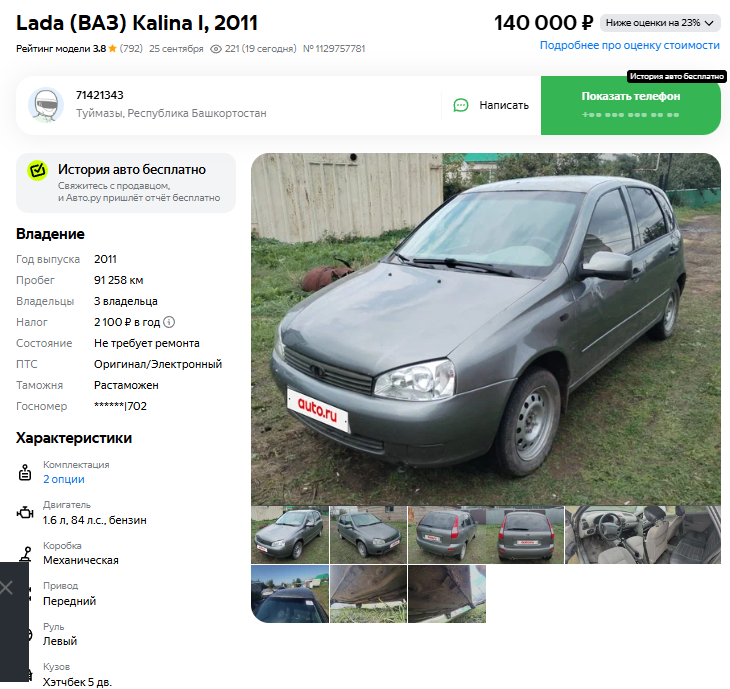 Lada (ВАЗ) Kalina I, 2011
140 000 ₽ Ниже оценки на 23%
Рейтинг модели 3.8 ★ (792) 25 сентября 221 (19 сегодня) № 1129757781
Подробнее про оценку стоимости
История авто бесплатно
71421343
Туймазы, Республика Башкортостан
Написать
Показать телефон
История авто бесплатно
Свяжитесь с продавцом,
и Авто.ру пришлёт отчёт бесплатно
Владение
Год выпуска 2011
Пробег 91 258 км
Владельцы 3 владельца
Налог 2 100 ₽ в год
Состояние Не требует ремонта
ПТС Оригинал/Электронный
Таможня Растаможен
Госномер ******|702
auto.ru
Характеристики
Комплектация
2 опции
Двигатель
1.6 л, 84 л.с., бензин
Коробка
Механическая
Привод
Передний
Руль
Левый
Кузов
Хэтчбек 5 дв.